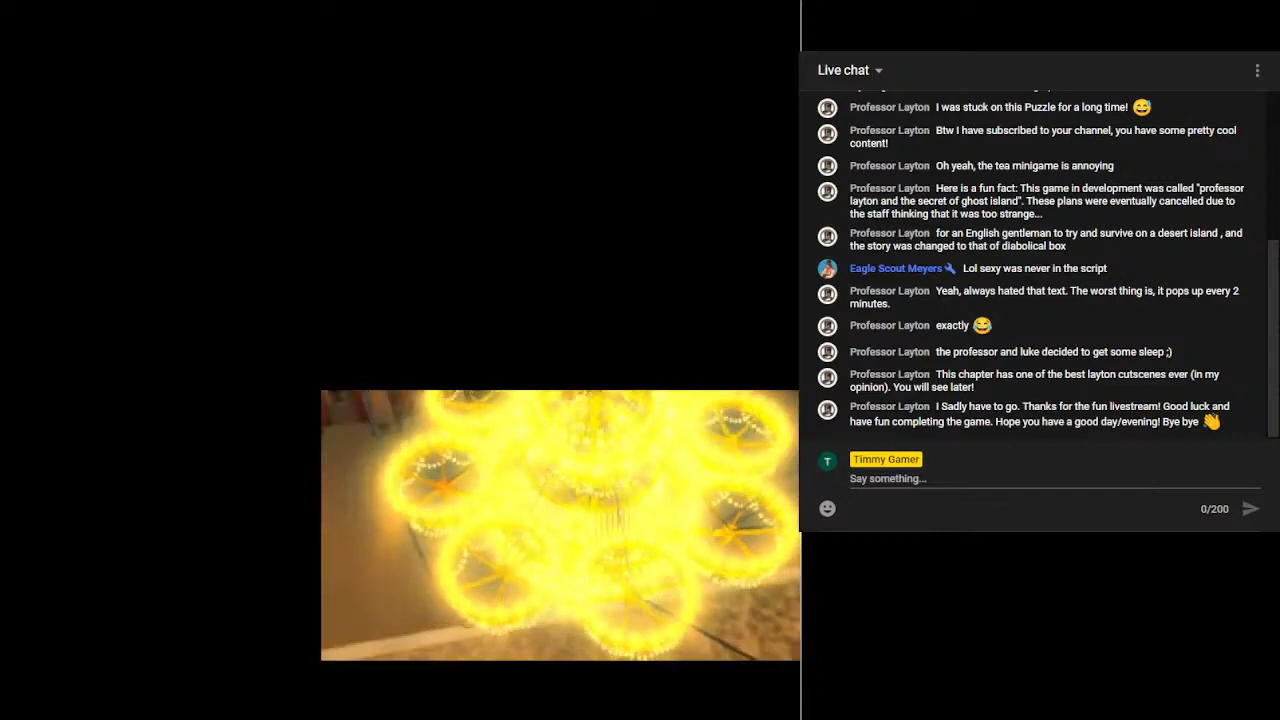 Live chat
Professor Layton I was stuck on this Puzzle for a long time! 😅
Professor Layton Btw I have subscribed to your channel, you have some pretty cool
content!
Professor Layton Oh yeah, the tea minigame is annoying
Professor Layton Here is a fun fact: This game in development was called "professor
layton and the secret of ghost island". These plans were eventually cancelled due to
the staff thinking that it was too strange...
Professor Layton for an English gentleman to try and survive on a desert island , and
the story was changed to that of diabolical box
Eagle Scout Meyers Lol sexy was never in the script
Professor Layton Yeah, always hated that text. The worst thing is, it pops up every 2
minutes.
Professor Layton exactly 😂
Professor Layton the professor and luke decided to get some sleep ;)
Professor Layton This chapter has one of the best layton cutscenes ever (in my
opinion). You will see later!
Professor Layton I Sadly have to go. Thanks for the fun livestream! Good luck and
have fun completing the game. Hope you have a good day/evening! Bye bye 👋
T Timmy Gamer
Say something...
0/200